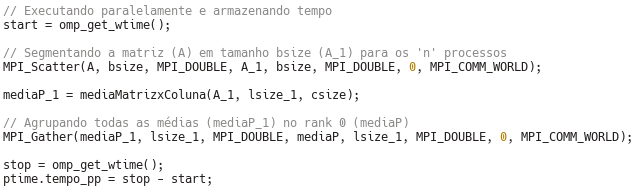 // Executando paralelamente e armazenando tempo
start = omp_get_wtime();
// Segmentando a matriz (A) em tamanho bsize (A_1) para os 'n' processos
MPI_Scatter(A, bsize, MPI_DOUBLE, A_1, bsize, MPI_DOUBLE, 0, MPI_COMM_WORLD);
mediaP_1 = mediaMatrizxColuna(A_1, lsize_1, csize);
// Agrupando todas as médias (mediaP_1) no rank 0 (mediaP)
MPI_Gather(mediaP_1, lsize_1, MPI_DOUBLE, mediaP, lsize_1, MPI_DOUBLE, 0, MPI_COMM_WORLD);
stop = omp_get_wtime();
ptime.tempo_pp = stop - start;